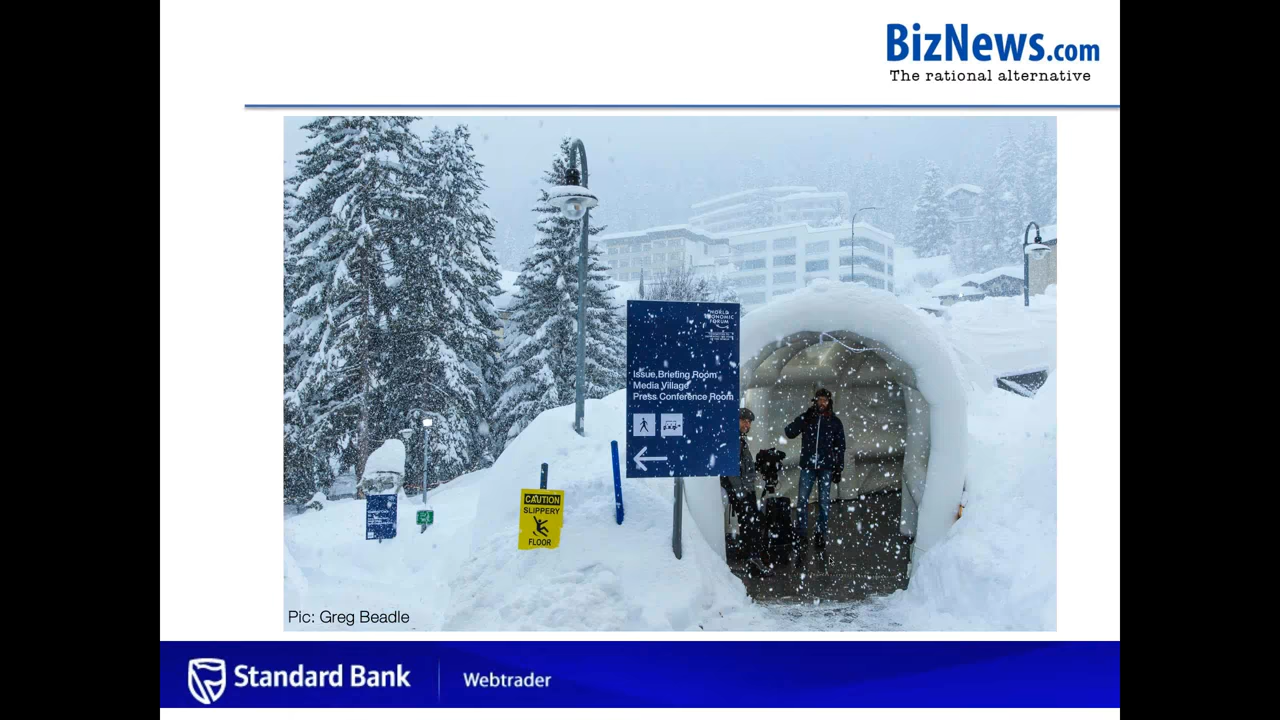 BizNews.com
The rational alternative
WORLD
ECONOMIC
FORUM
Issue Briefing Room
Media Village
Press Conference Room
CAUTION
SLIPPERY
FLOOR
Pic: Greg Beadle
Standard Bank
Webtrader